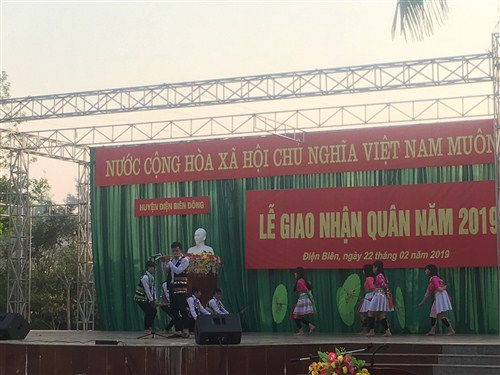 NƯỚC CỘNG HÒA XÃ HỘI CHỦ NGHĨA VIỆT NAM MUÔN
HUYỆN ĐIỆN BIÊN ĐÔNG
LỄ GIAO NHẬN QUÂN NĂM 2019
Điện Biên, ngày 22 tháng 02 năm 2019